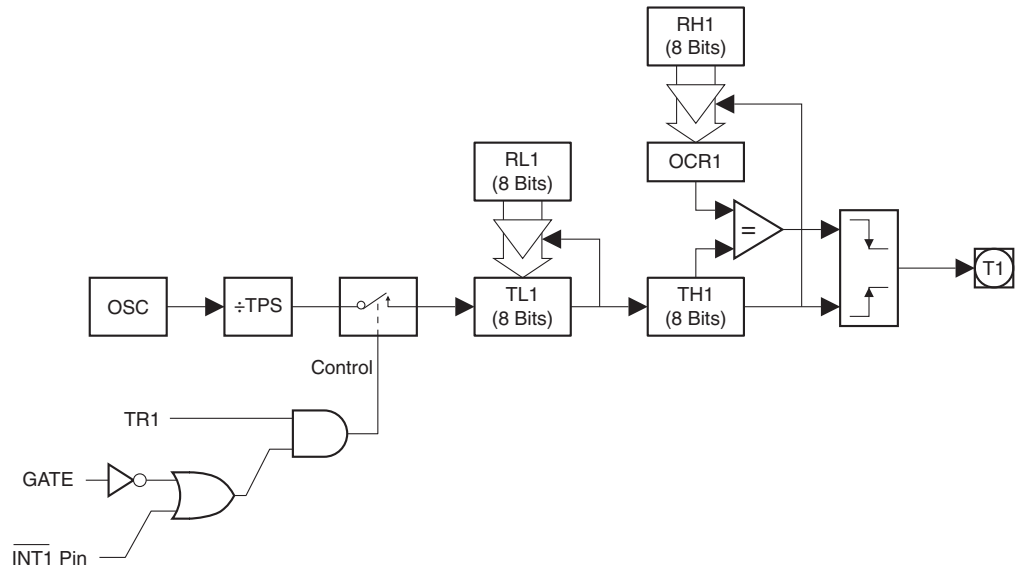 RH1
(8 Bits)
RL1
(8 Bits)
OCR1
=
OSC
÷TPS
TL1
(8 Bits)
TH1
(8 Bits)
T1
Control
TR1
GATE
I̅N̅T̅1̅ Pin